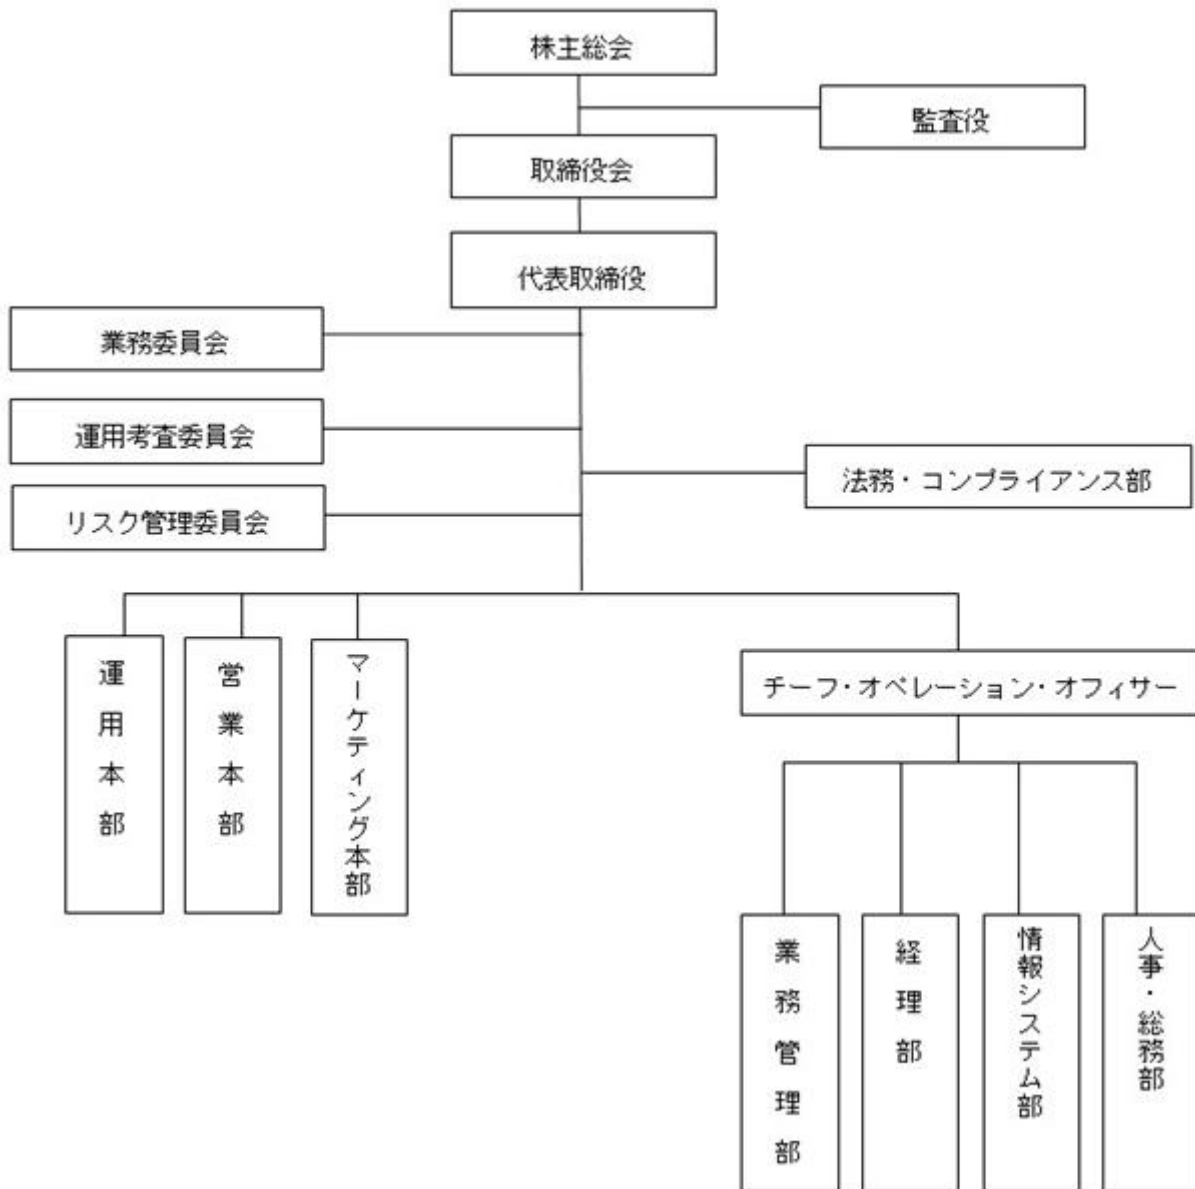 株主総会
監査役
取締役会
代表取締役
業務委員会
運用考査委員会
法務・コンプライアンス部
リスク管理委員会
運用本部
営業本部
マーケティング本部
チーフ・オペレーション・オフィサー
業務管理部
経理部
情報システム部
人事・総務部